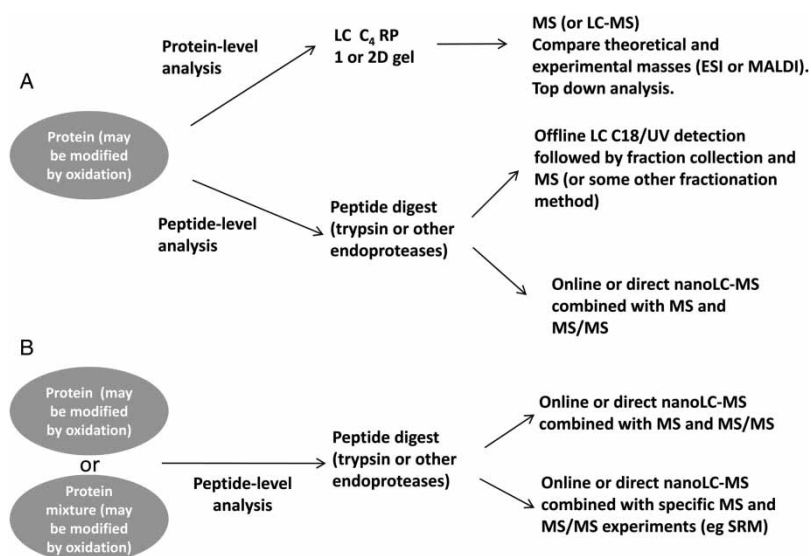 A
Protein (may
be modified
by oxidation)
Protein-level
analysis
LC C₄ RP
1 or 2D gel
MS (or LC-MS)
Compare theoretical and
experimental masses (ESI or MALDI).
Top down analysis.
Peptide-level
analysis
Peptide digest
(trypsin or other
endoproteases)
Offline LC C18/UV detection
followed by fraction collection and
MS (or some other fractionation
method)
Online or direct nanoLC-MS
combined with MS and
MS/MS
B
Protein (may
be modified
by oxidation)
or
Protein
mixture (may
be modified
by oxidation)
Peptide-level
analysis
Peptide digest
(trypsin or other
endoproteases)
Online or direct nanoLC-MS
combined with MS and MS/MS
Online or direct nanoLC-MS
combined with specific MS and
MS/MS experiments (eg SRM)